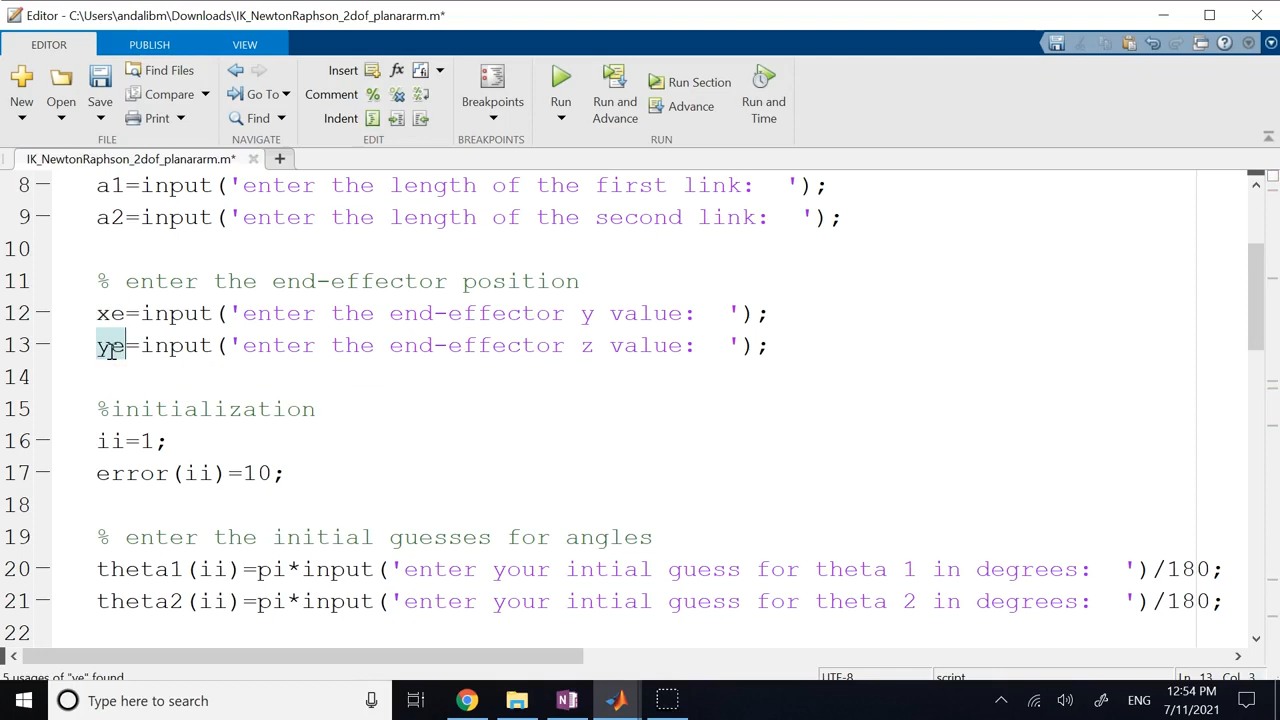 Editor - C:\Users\andalibm\Downloads\IK_NewtonRaphson_2dof_planararm.m*
EDITOR PUBLISH VIEW
New Open Save Find Files Compare Print FILE
Go To Find NAVIGATE
Insert fx Comment % Indent EDIT
Breakpoints BREAKPOINTS
Run Run and Advance Run Section Advance Run and Time RUN
IK_NewtonRaphson_2dof_planararm.m*
8 a1=input('enter the length of the first link:  ');
9 a2=input('enter the length of the second link:  ');
10
11 % enter the end-effector position
12 xe=input('enter the end-effector y value:  ');
13 ye=input('enter the end-effector z value:  ');
14
15 %initialization
16 ii=1;
17 error(ii)=10;
18
19 % enter the initial guesses for angles
20 theta1(ii)=pi*input('enter your intial guess for theta 1 in degrees:  ')/180;
21 theta2(ii)=pi*input('enter your intial guess for theta 2 in degrees:  ')/180;
22
5 usages of "ye" found UTF-8 script Ln 13 Col 3
Type here to search ENG 12:54 PM
7/11/2021